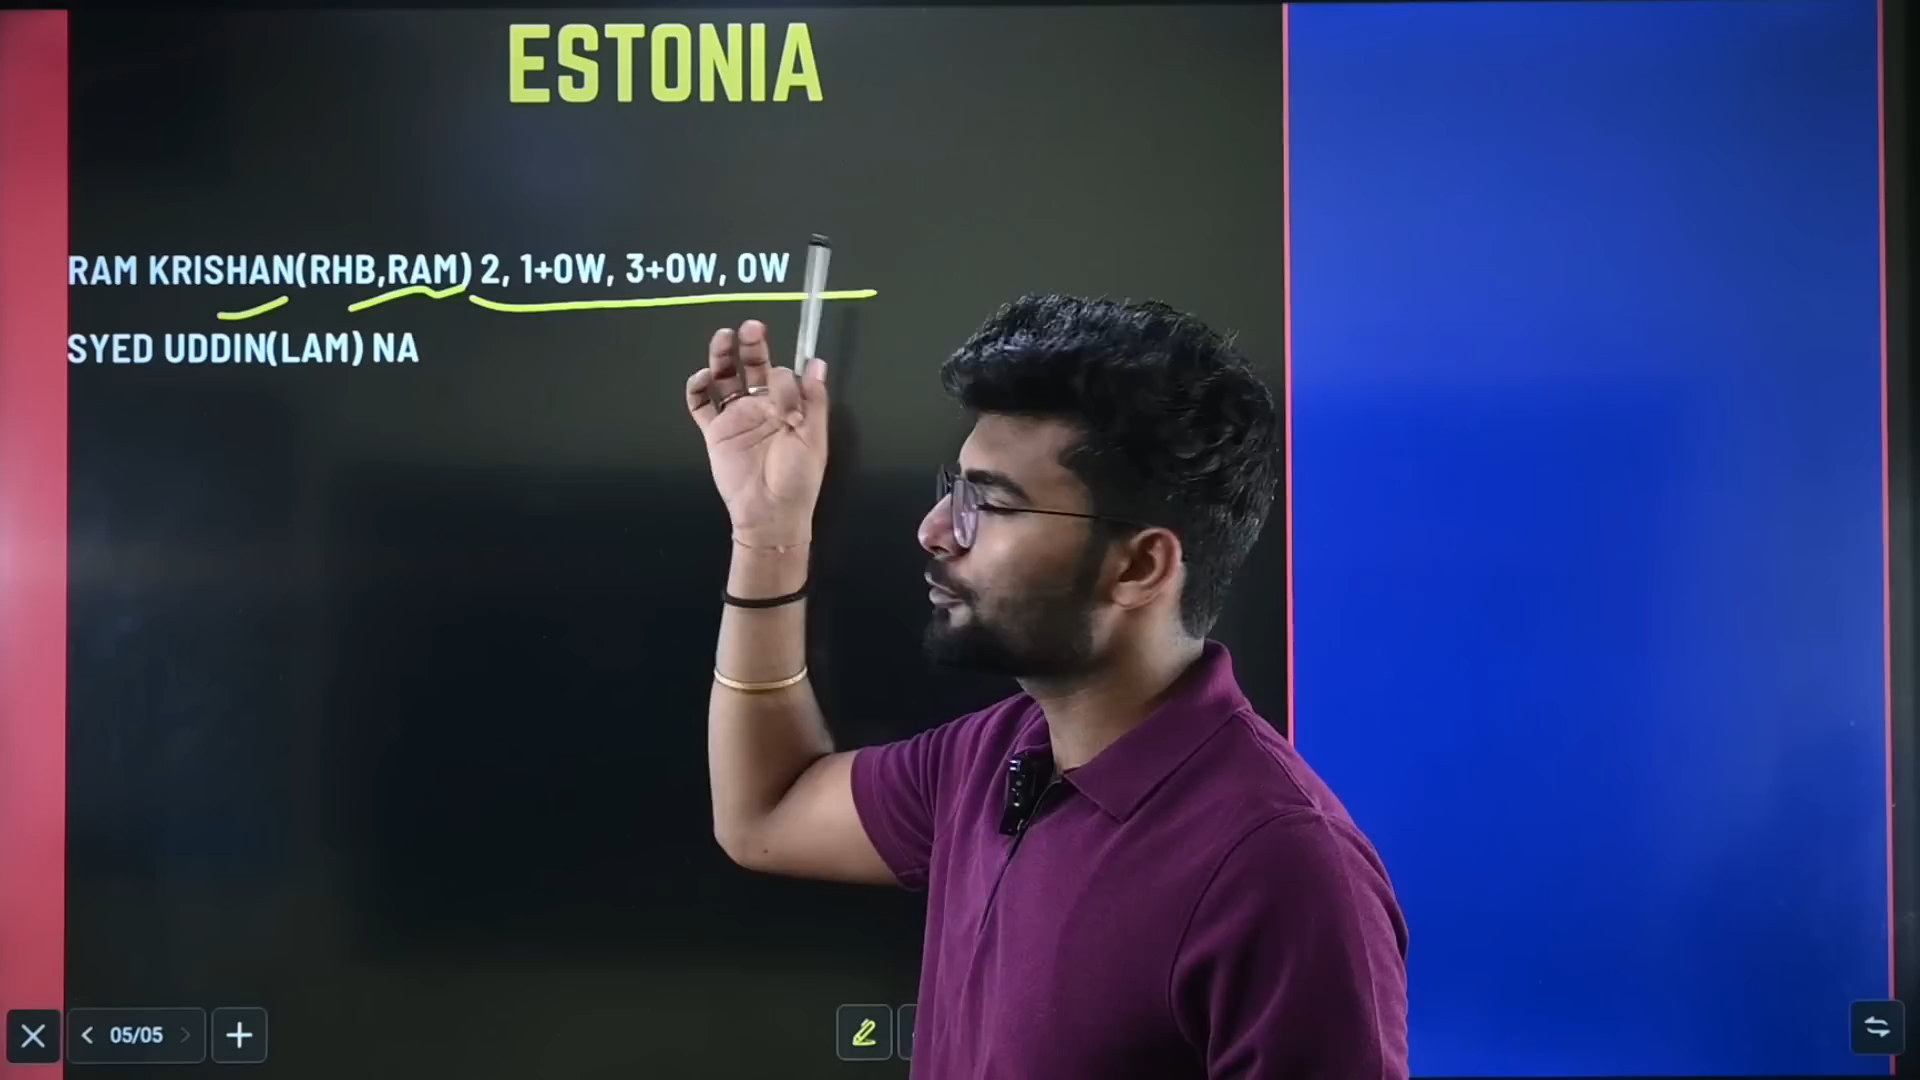 ESTONIA
RAM KRISHAN(RHB,RAM) 2, 1+0W, 3+0W, 0W
SYED UDDIN(LAM) NA
05/05